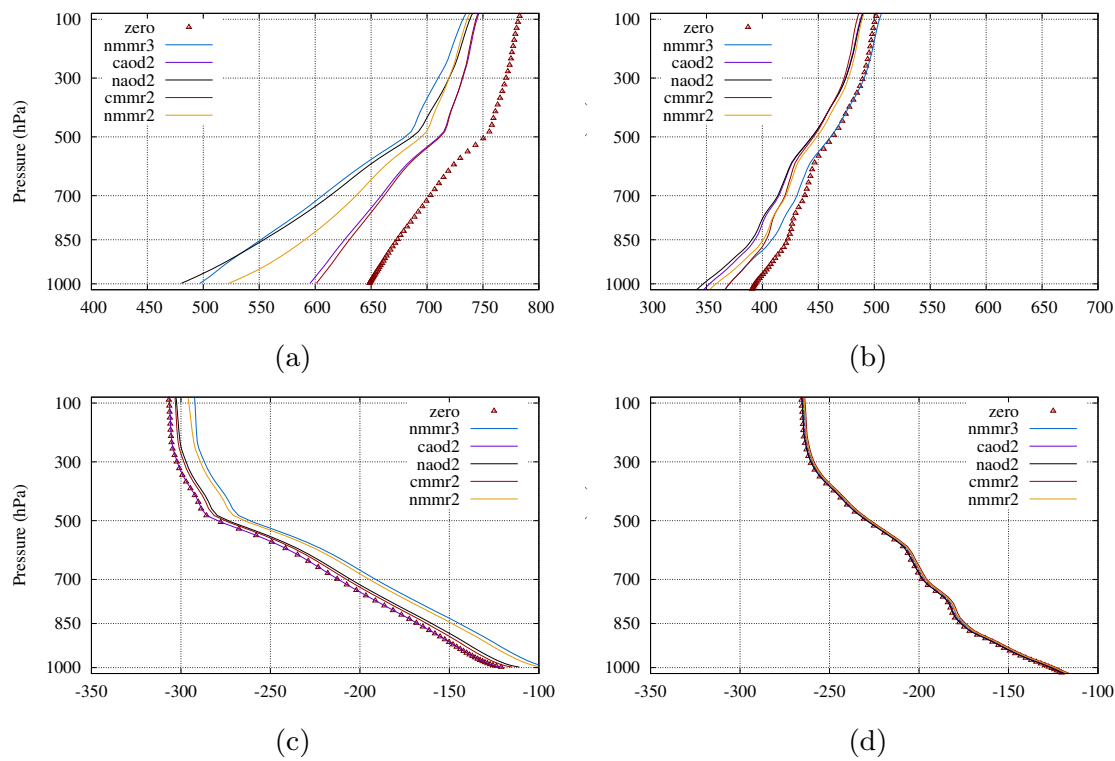 zero
nmmr3
caod2
naod2
cmmr2
nmmr2
Pressure (hPa)
100
300
500
700
850
1000
400 450 500 550 600 650 700 750 800
(a)
zero
nmmr3
caod2
naod2
cmmr2
nmmr2
100
300
500
700
850
1000
300 350 400 450 500 550 600 650 700
(b)
zero
nmmr3
caod2
naod2
cmmr2
nmmr2
Pressure (hPa)
100
300
500
700
850
1000
-350 -300 -250 -200 -150 -100
(c)
zero
nmmr3
caod2
naod2
cmmr2
nmmr2
100
300
500
700
850
1000
-350 -300 -250 -200 -150 -100
(d)